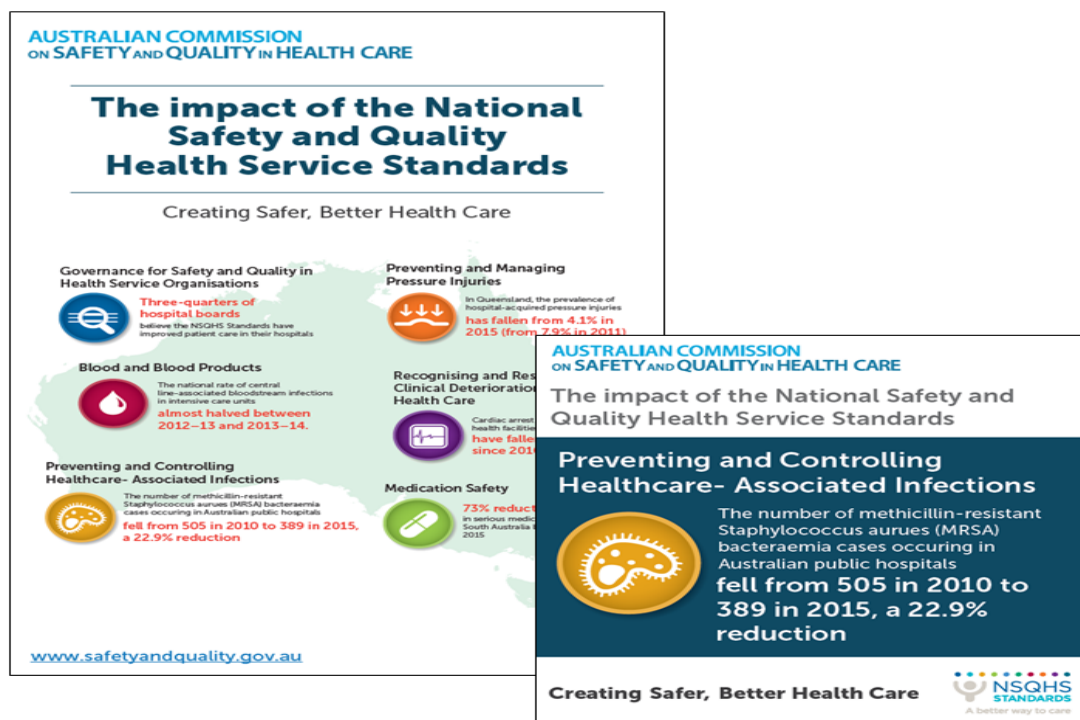 AUSTRALIAN COMMISSION
ON SAFETY AND QUALITY IN HEALTH CARE
The impact of the National
Safety and Quality
Health Service Standards
Creating Safer, Better Health Care
Governance for Safety and Quality in
Health Service Organisations
Three-quarters of
hospital boards
believe the NSQHS Standards have
improved patient care in their hospitals
Blood and Blood Products
The national rate of central
line-associated bloodstream infections
in intensive care units
almost halved between
2012–13 and 2013–14.
Preventing and Controlling
Healthcare- Associated Infections
The number of methicillin-resistant
Staphylococcus aurues (MRSA) bacteraemia
cases occuring in Australian public hospitals
fell from 505 in 2010 to 389 in 2015,
a 22.9% reduction
Preventing and Managing
Pressure Injuries
In Queensland, the prevalence of
hospital-acquired pressure injuries
has fallen from 4.1% in
2015 (from 7.9% in 2011)
Recognising and
Clinical
Health Care
Cardiac arrest
health
have
since
Medication Safety
73%
in serious
South Australia
2015
www.safetyandquality.gov.au
AUSTRALIAN COMMISSION
ON SAFETY AND QUALITY IN HEALTH CARE
The impact of the National Safety and
Quality Health Service Standards
Preventing and Controlling
Healthcare- Associated Infections
The number of methicillin-resistant
Staphylococcus aurues (MRSA)
bacteraemia cases occuring in
Australian public hospitals
fell from 505 in 2010 to
389 in 2015, a 22.9%
reduction
Creating Safer, Better Health Care
NSQHS
STANDARDS
A better way to care